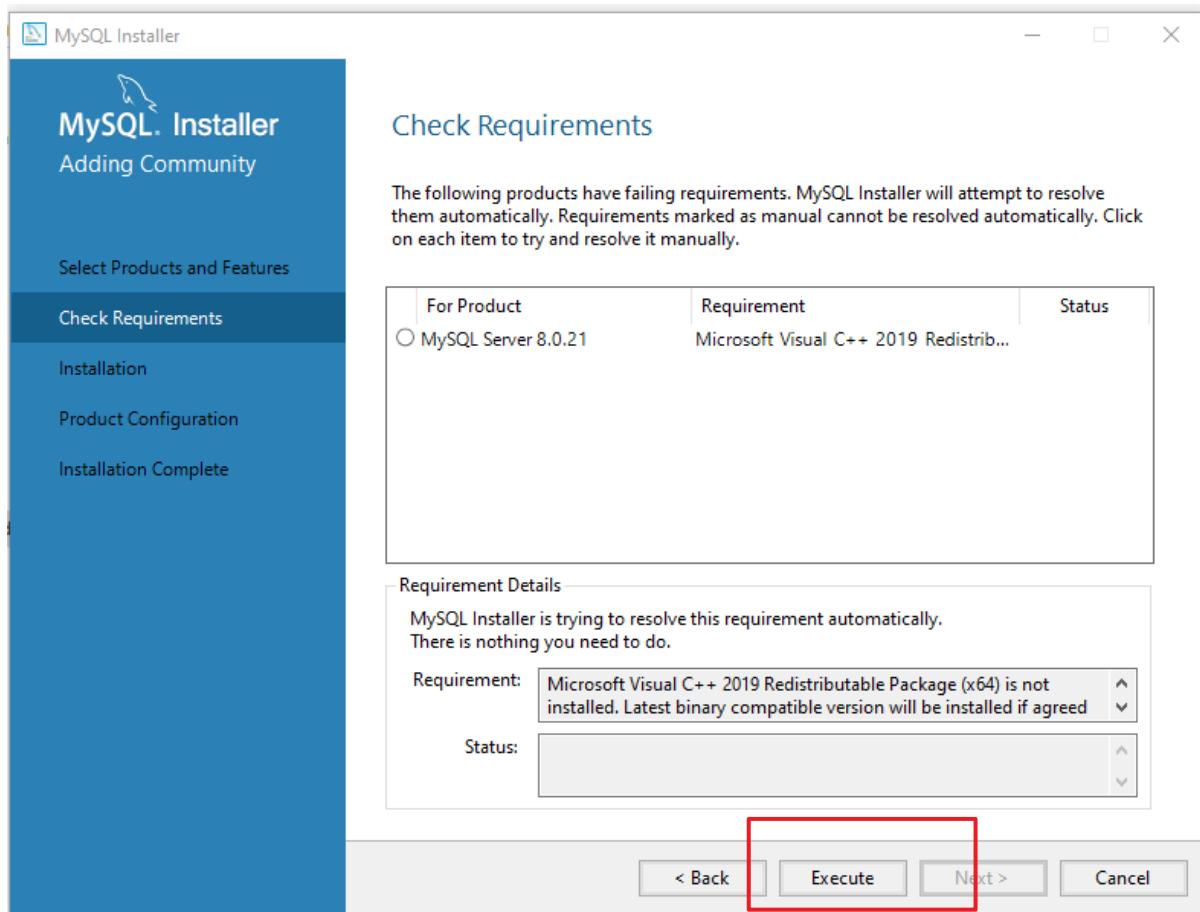 MySQL Installer
MySQL. Installer
Adding Community
Select Products and Features
Check Requirements
Installation
Product Configuration
Installation Complete
Check Requirements
The following products have failing requirements. MySQL Installer will attempt to resolve
them automatically. Requirements marked as manual cannot be resolved automatically. Click
on each item to try and resolve it manually.
For Product Requirement Status
MySQL Server 8.0.21 Microsoft Visual C++ 2019 Redistrib...
Requirement Details
MySQL Installer is trying to resolve this requirement automatically.
There is nothing you need to do.
Requirement: Microsoft Visual C++ 2019 Redistributable Package (x64) is not
installed. Latest binary compatible version will be installed if agreed
Status:
< Back Execute Next > Cancel